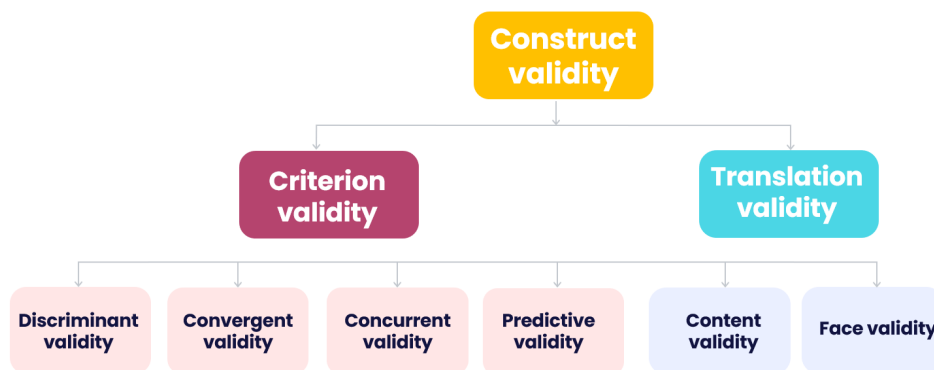 Construct
validity
Criterion
validity
Translation
validity
Discriminant
validity
Convergent
validity
Concurrent
validity
Predictive
validity
Content
validity
Face validity